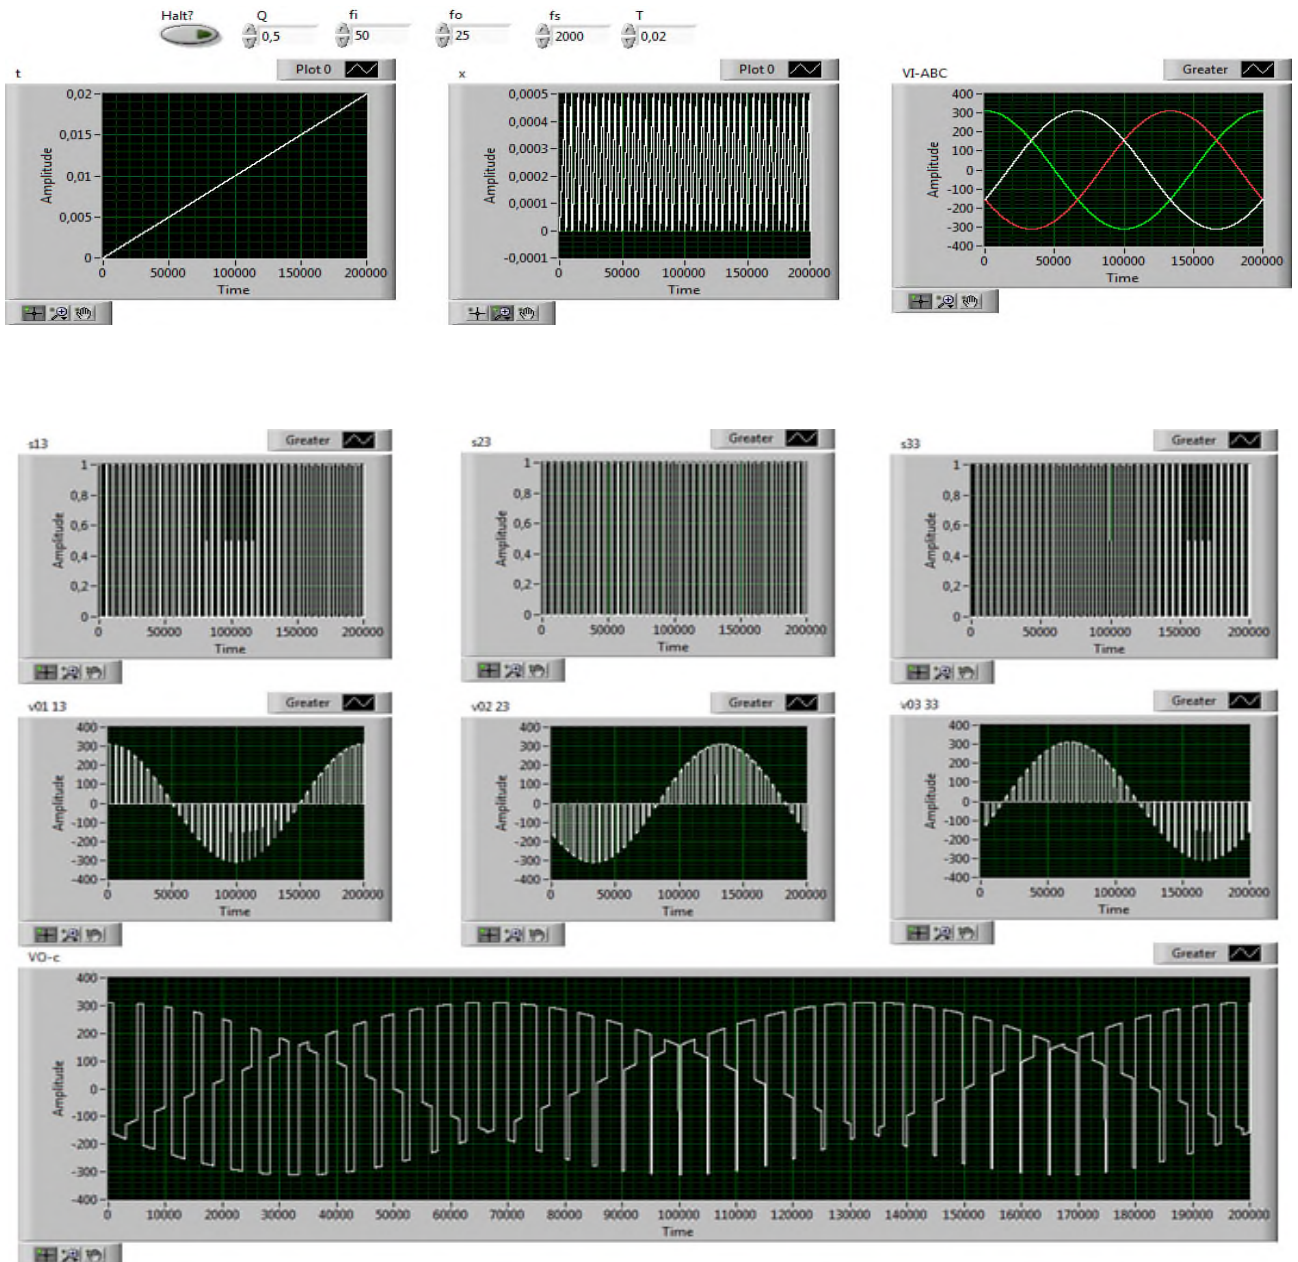 Halt? Q fi fo fs T
0,5 50 25 2000 0,02
t Plot 0
0,02
0,015
0,01
0,005
0
Amplitude
0 50000 100000 150000 200000
Time
x Plot 0
0,0005
0,0004
0,0003
0,0002
0,0001
0
-0,0001
Amplitude
0 50000 100000 150000 200000
Time
VI-ABC Greater
400
300
200
100
0
-100
-200
-300
-400
Amplitude
0 50000 100000 150000 200000
Time
s13 Greater
1
0,8
0,6
0,4
0,2
0
Amplitude
0 50000 100000 150000 200000
Time
s23 Greater
1
0,8
0,6
0,4
0,2
0
Amplitude
0 50000 100000 150000 200000
Time
s33 Greater
1
0,8
0,6
0,4
0,2
0
Amplitude
0 50000 100000 150000 200000
Time
v01 13 Greater
400
300
200
100
0
-100
-200
-300
-400
Amplitude
0 50000 100000 150000 200000
Time
v02 23 Greater
400
300
200
100
0
-100
-200
-300
-400
Amplitude
0 50000 100000 150000 200000
Time
v03 33 Greater
400
300
200
100
0
-100
-200
-300
-400
Amplitude
0 50000 100000 150000 200000
Time
VO-c Greater
400
300
200
100
0
-100
-200
-300
-400
Amplitude
0 10000 20000 30000 40000 50000 60000 70000 80000 90000 100000 110000 120000 130000 140000 150000 160000 170000 180000 190000 200000
Time